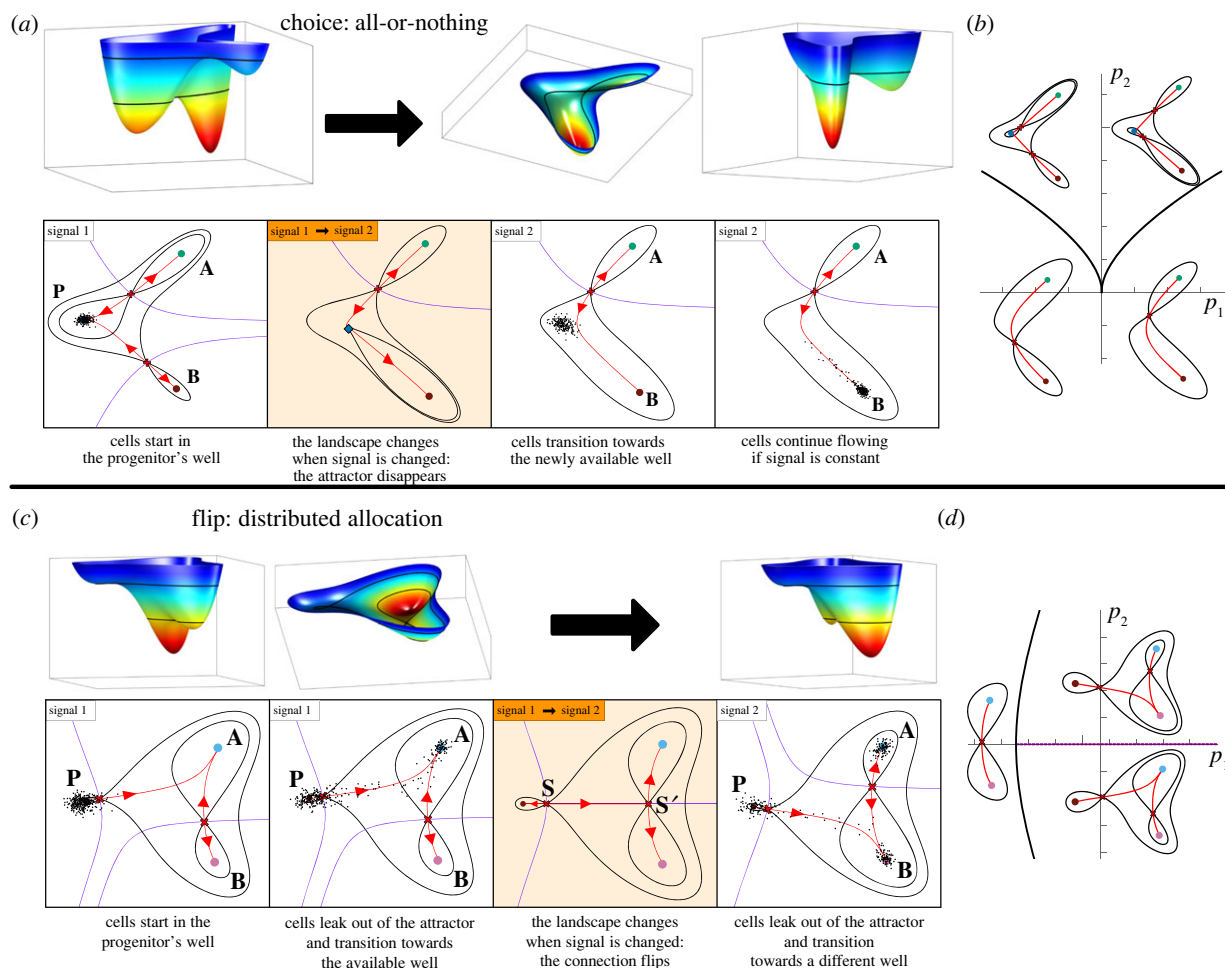 (a)
choice: all-or-nothing
(b)
p2
p1
signal 1
P
A
B
signal 1 → signal 2
signal 2
A
B
signal 2
A
B
cells start in
the progenitor's well
the landscape changes
when signal is changed:
the attractor disappears
cells transition towards
the newly available well
cells continue flowing
if signal is constant
(c)
flip: distributed allocation
(d)
p2
signal 1
P
A
B
signal 1
P
A
B
signal 1 → signal 2
S
S′
signal 2
P
A
B
cells start in the
progenitor's well
cells leak out of the attractor
and transition towards
the available well
the landscape changes
when signal is changed:
the connection flips
cells leak out of the attractor
and transition
towards a different well